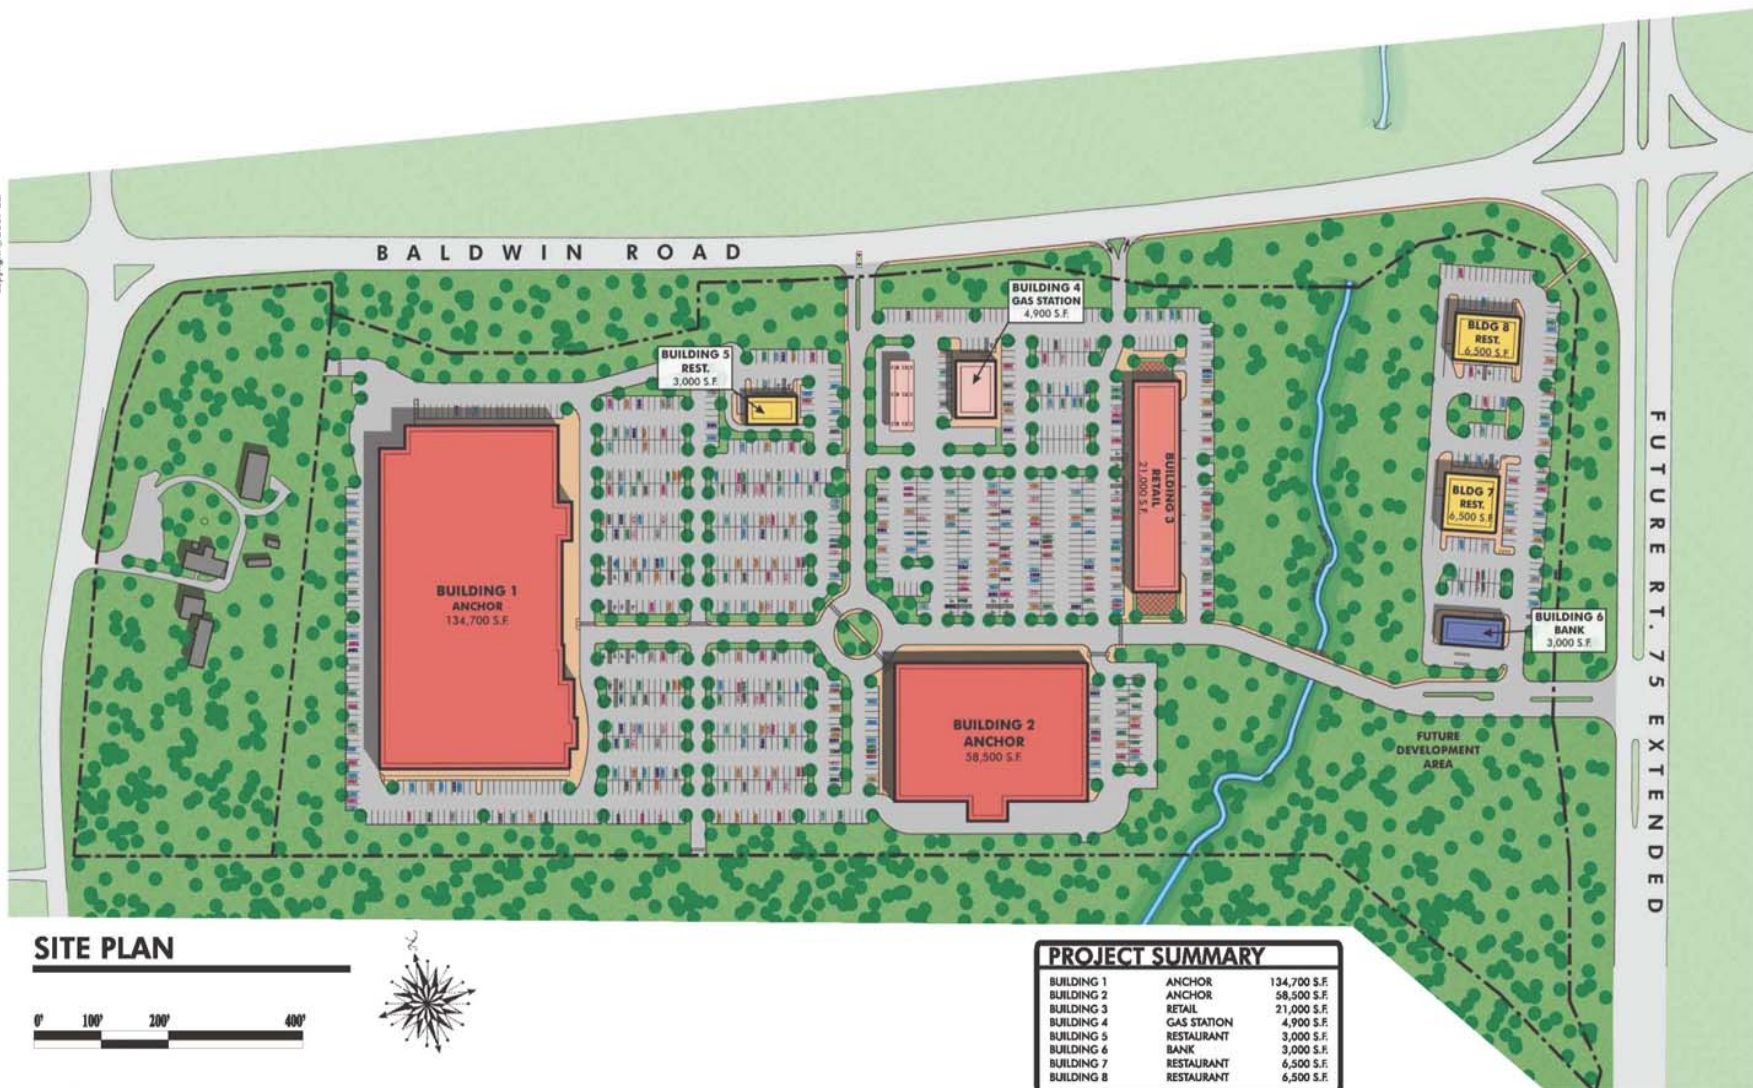 BALDWIN ROAD
BUILDING 4
GAS STATION
4,900 S.F.
BUILDING 5
REST.
3,000 S.F.
BLDG 8
REST.
6,500 S.F.
BUILDING 3
RETAIL
21,000 S.F.
BLDG 7
REST.
6,500 S.F.
BUILDING 1
ANCHOR
134,700 S.F.
BUILDING 6
BANK
3,000 S.F.
BUILDING 2
ANCHOR
58,500 S.F.
FUTURE
DEVELOPMENT
AREA
FUTURE RT. 75 EXTENDED
SITE PLAN
0' 100' 200' 400'
PROJECT SUMMARY
BUILDING 1 ANCHOR 134,700 S.F.
BUILDING 2 ANCHOR 58,500 S.F.
BUILDING 3 RETAIL 21,000 S.F.
BUILDING 4 GAS STATION 4,900 S.F.
BUILDING 5 RESTAURANT 3,000 S.F.
BUILDING 6 BANK 3,000 S.F.
BUILDING 7 RESTAURANT 6,500 S.F.
BUILDING 8 RESTAURANT 6,500 S.F.